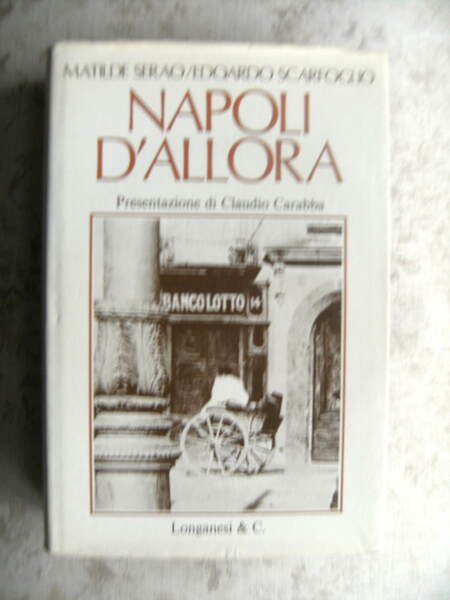 MATILDE SERAO/EDOARDO SCARFOGLIO
NAPOLI
D'ALLORA
Presentazione di Claudio Carabba
BANCO LOTTO 14
Longanesi & C.